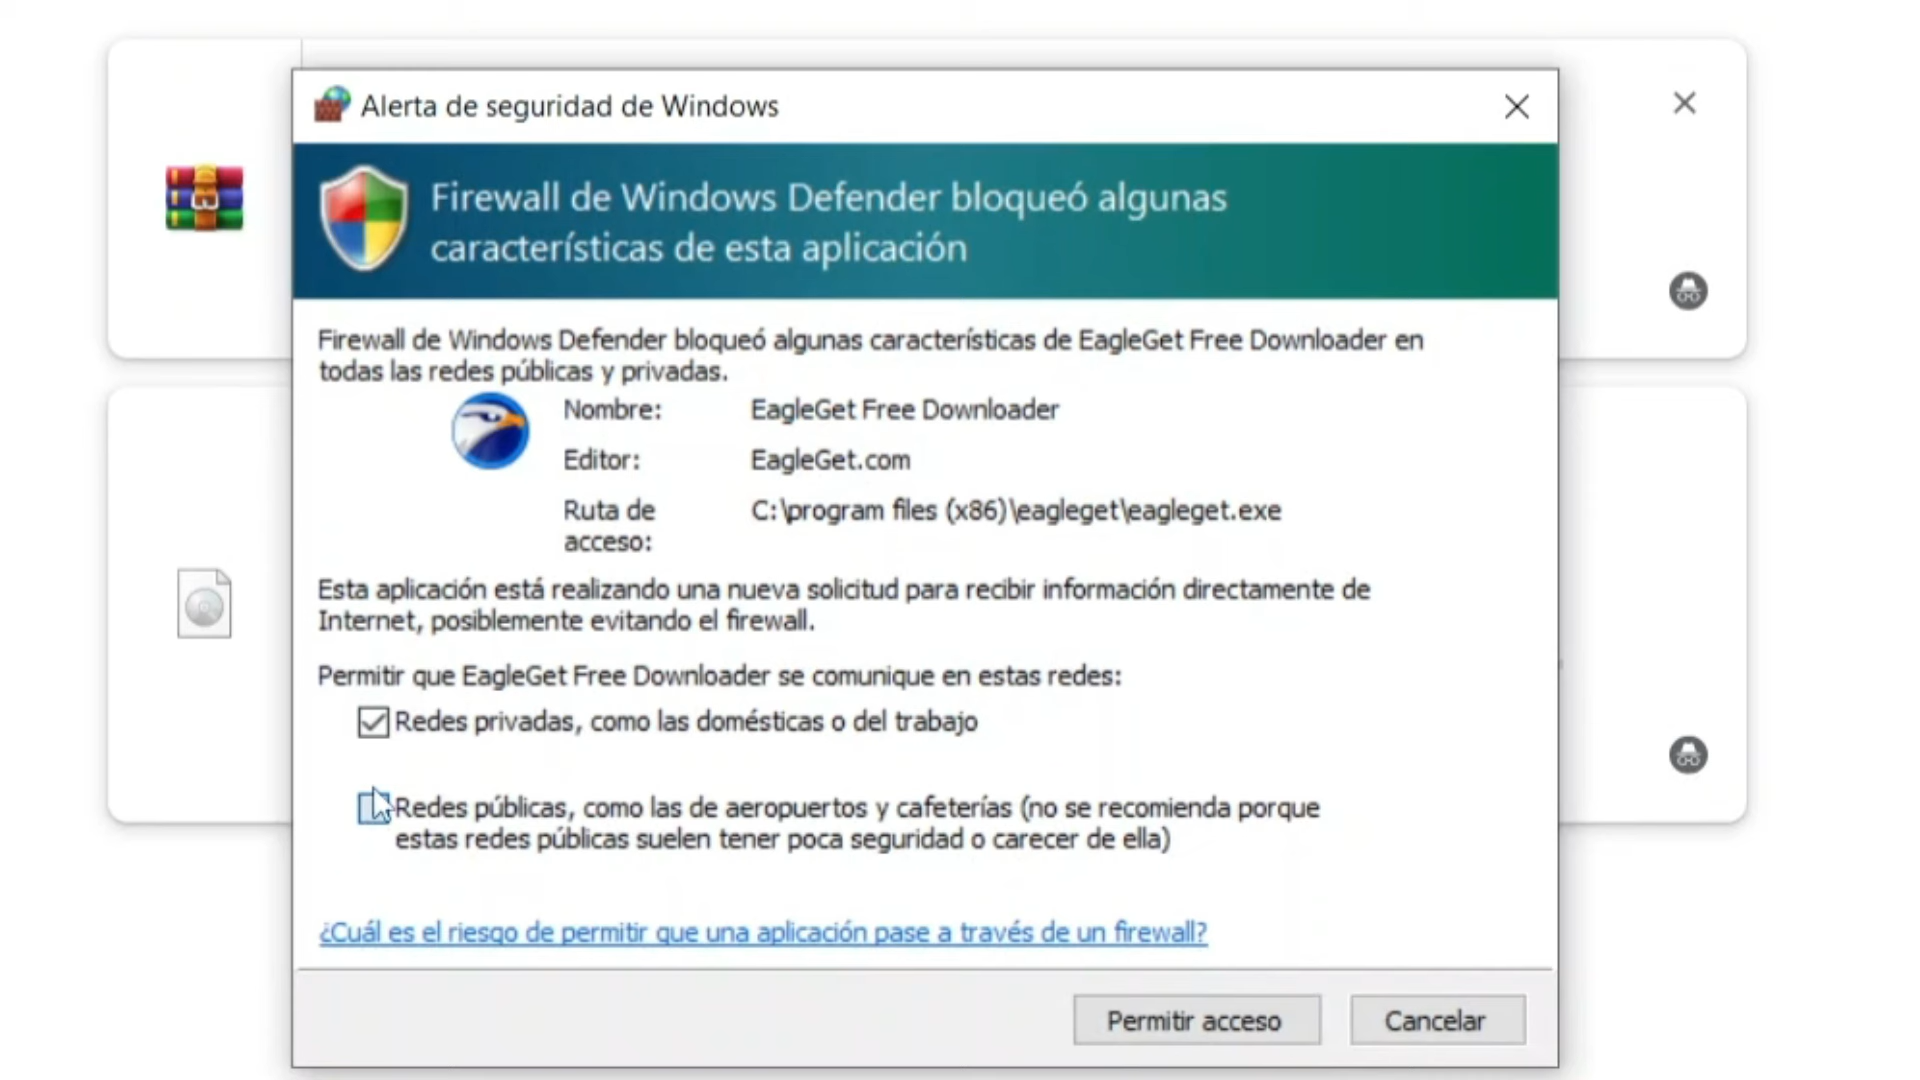 Alerta de seguridad de Windows
Firewall de Windows Defender bloqueó algunas
características de esta aplicación
Firewall de Windows Defender bloqueó algunas características de EagleGet Free Downloader en
todas las redes públicas y privadas.
Nombre: EagleGet Free Downloader
Editor: EagleGet.com
Ruta de C:\program files (x86)\eagleget\eagleget.exe
acceso:
Esta aplicación está realizando una nueva solicitud para recibir información directamente de
Internet, posiblemente evitando el firewall.
Permitir que EagleGet Free Downloader se comunique en estas redes:
Redes privadas, como las domésticas o del trabajo
Redes públicas, como las de aeropuertos y cafeterías (no se recomienda porque
estas redes públicas suelen tener poca seguridad o carecer de ella)
¿Cuál es el riesgo de permitir que una aplicación pase a través de un firewall?
Permitir acceso Cancelar